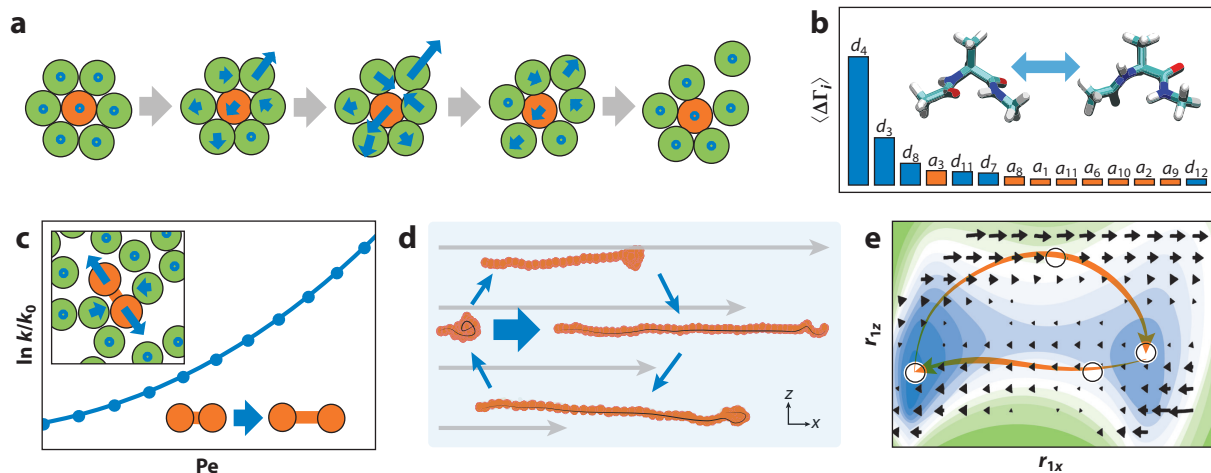 a
b
⟨ΔΓᵢ⟩
d₄
d₃
d₈
a₃
d₁₁
d₇
a₈
a₁
a₁₁
a₆
a₁₀
a₂
a₉
d₁₂
c
ln k/k₀
Pe
d
z
x
e
r₁z
r₁x